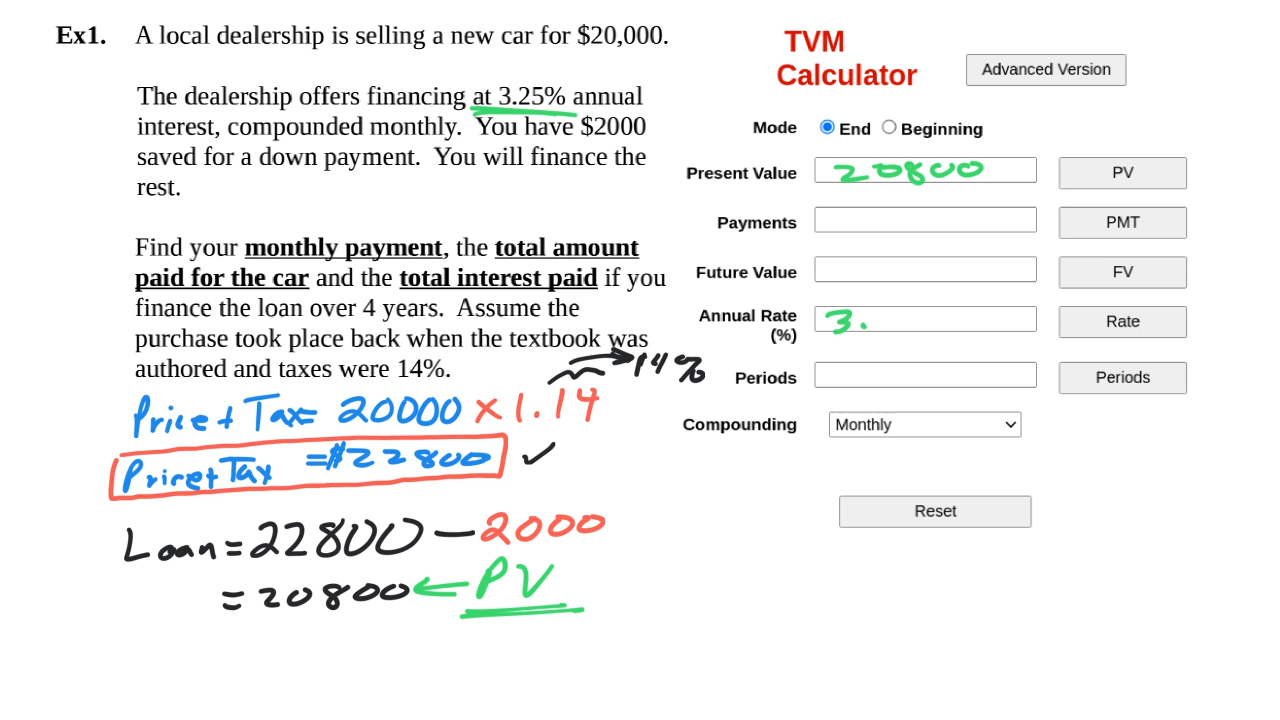 Ex1. A local dealership is selling a new car for $20,000.
The dealership offers financing at 3.25% annual
interest, compounded monthly. You have $2000
saved for a down payment. You will finance the
rest.
Find your monthly payment, the total amount
paid for the car and the total interest paid if you
finance the loan over 4 years. Assume the
purchase took place back when the textbook was
authored and taxes were 14%.
→ 14%
Price + Tax = 20000 × 1.14
Price + Tax = $22800 ✓
Loan = 22800 — 2000
= 20800 ← PV
TVM
Calculator
Advanced Version
Mode End Beginning
Present Value 20800 PV
Payments PMT
Future Value FV
Annual Rate
(%) 3. Rate
Periods Periods
Compounding Monthly
Reset